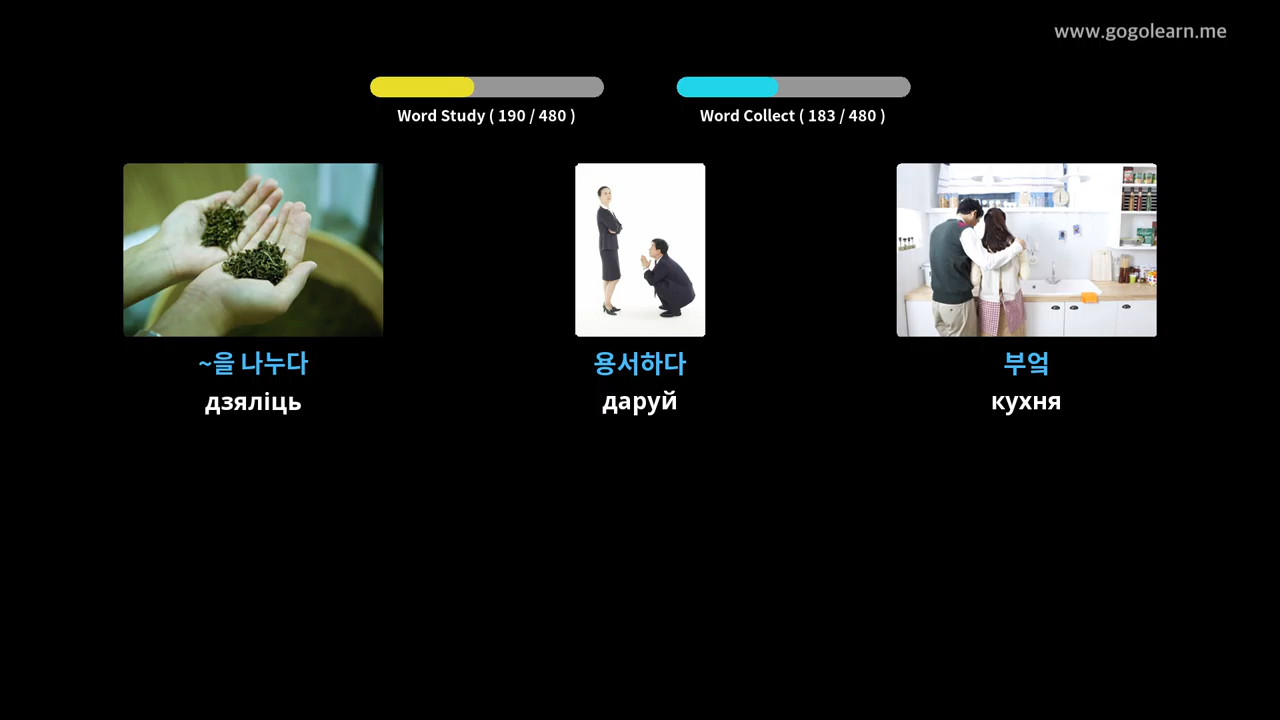 www.gogolearn.me
Word Study ( 190 / 480 )
Word Collect ( 183 / 480 )
~을 나누다
용서하다
부엌
дзяліць
даруй
кухня